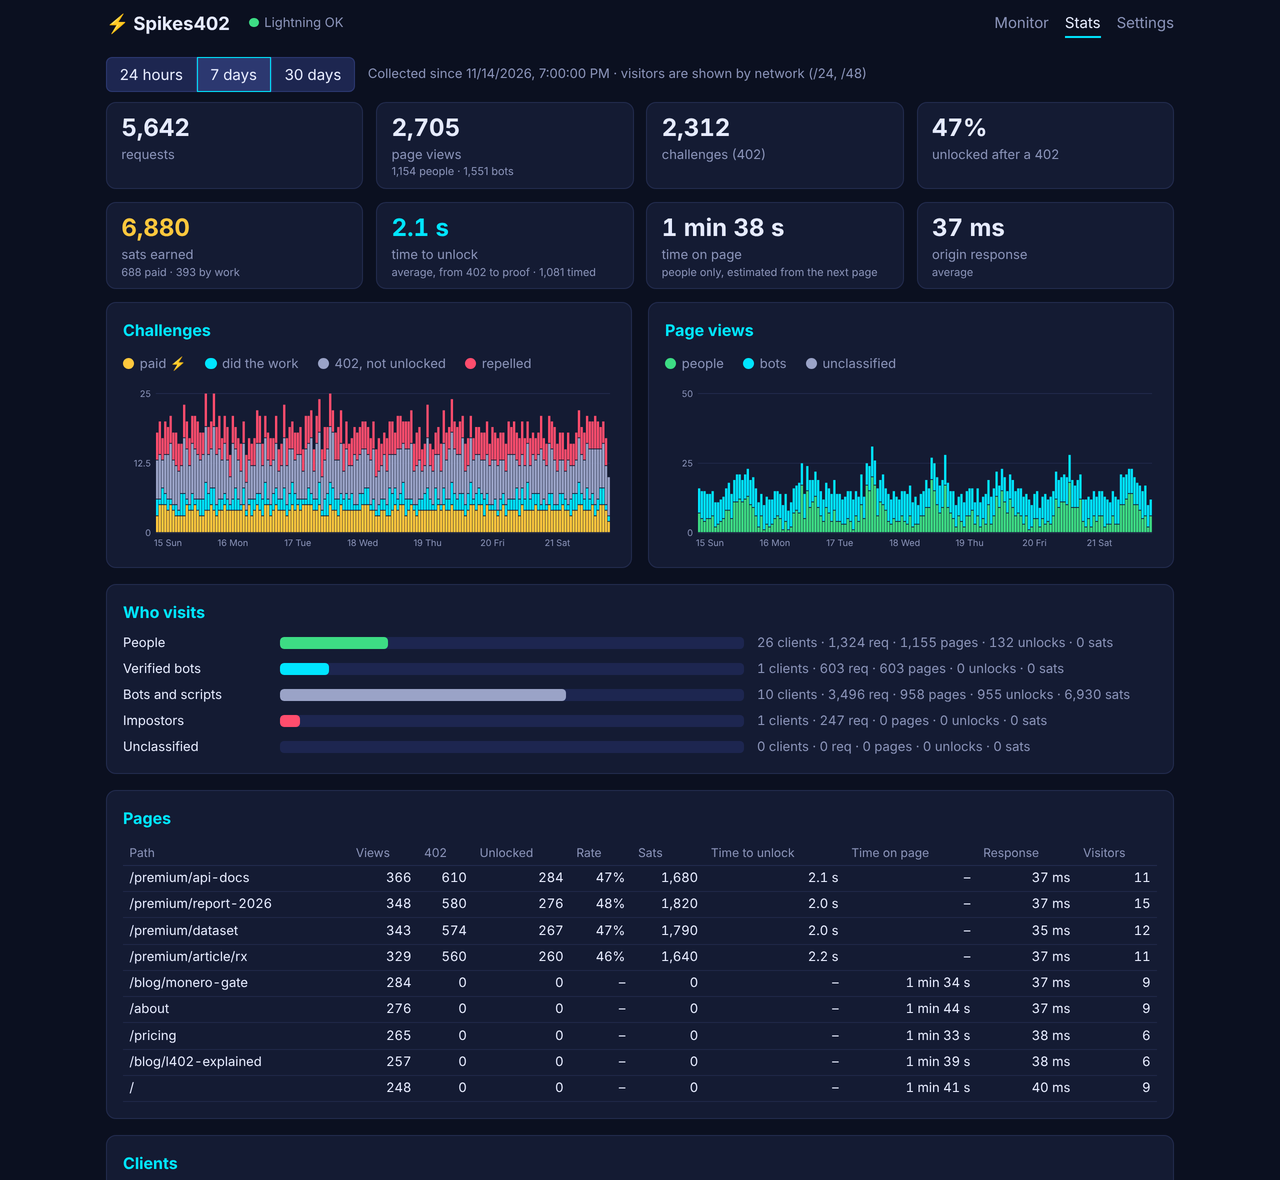 ⚡ Spikes402 Lightning OK Monitor Stats Settings
24 hours 7 days 30 days Collected since 11/14/2026, 7:00:00 PM · visitors are shown by network (/24, /48)
5,642
requests
2,705
page views
1,154 people · 1,551 bots
2,312
challenges (402)
47%
unlocked after a 402
6,880
sats earned
688 paid · 393 by work
2.1 s
time to unlock
average, from 402 to proof · 1,081 timed
1 min 38 s
time on page
people only, estimated from the next page
37 ms
origin response
average
Challenges
paid ⚡ did the work 402, not unlocked repelled
25
12.5
0
15 Sun 16 Mon 17 Tue 18 Wed 19 Thu 20 Fri 21 Sat
Page views
people bots unclassified
50
25
0
15 Sun 16 Mon 17 Tue 18 Wed 19 Thu 20 Fri 21 Sat
Who visits
People 26 clients · 1,324 req · 1,155 pages · 132 unlocks · 0 sats
Verified bots 1 clients · 603 req · 603 pages · 0 unlocks · 0 sats
Bots and scripts 10 clients · 3,496 req · 958 pages · 955 unlocks · 6,930 sats
Impostors 1 clients · 247 req · 0 pages · 0 unlocks · 0 sats
Unclassified 0 clients · 0 req · 0 pages · 0 unlocks · 0 sats
Pages
Path Views 402 Unlocked Rate Sats Time to unlock Time on page Response Visitors
/premium/api-docs 366 610 284 47% 1,680 2.1 s – 37 ms 11
/premium/report-2026 348 580 276 48% 1,820 2.0 s – 37 ms 15
/premium/dataset 343 574 267 47% 1,790 2.0 s – 35 ms 12
/premium/article/rx 329 560 260 46% 1,640 2.2 s – 37 ms 11
/blog/monero-gate 284 0 0 – 0 – 1 min 34 s 37 ms 9
/about 276 0 0 – 0 – 1 min 44 s 37 ms 9
/pricing 265 0 0 – 0 – 1 min 33 s 38 ms 6
/blog/l402-explained 257 0 0 – 0 – 1 min 39 s 38 ms 6
/ 248 0 0 – 0 – 1 min 41 s 40 ms 9
Clients